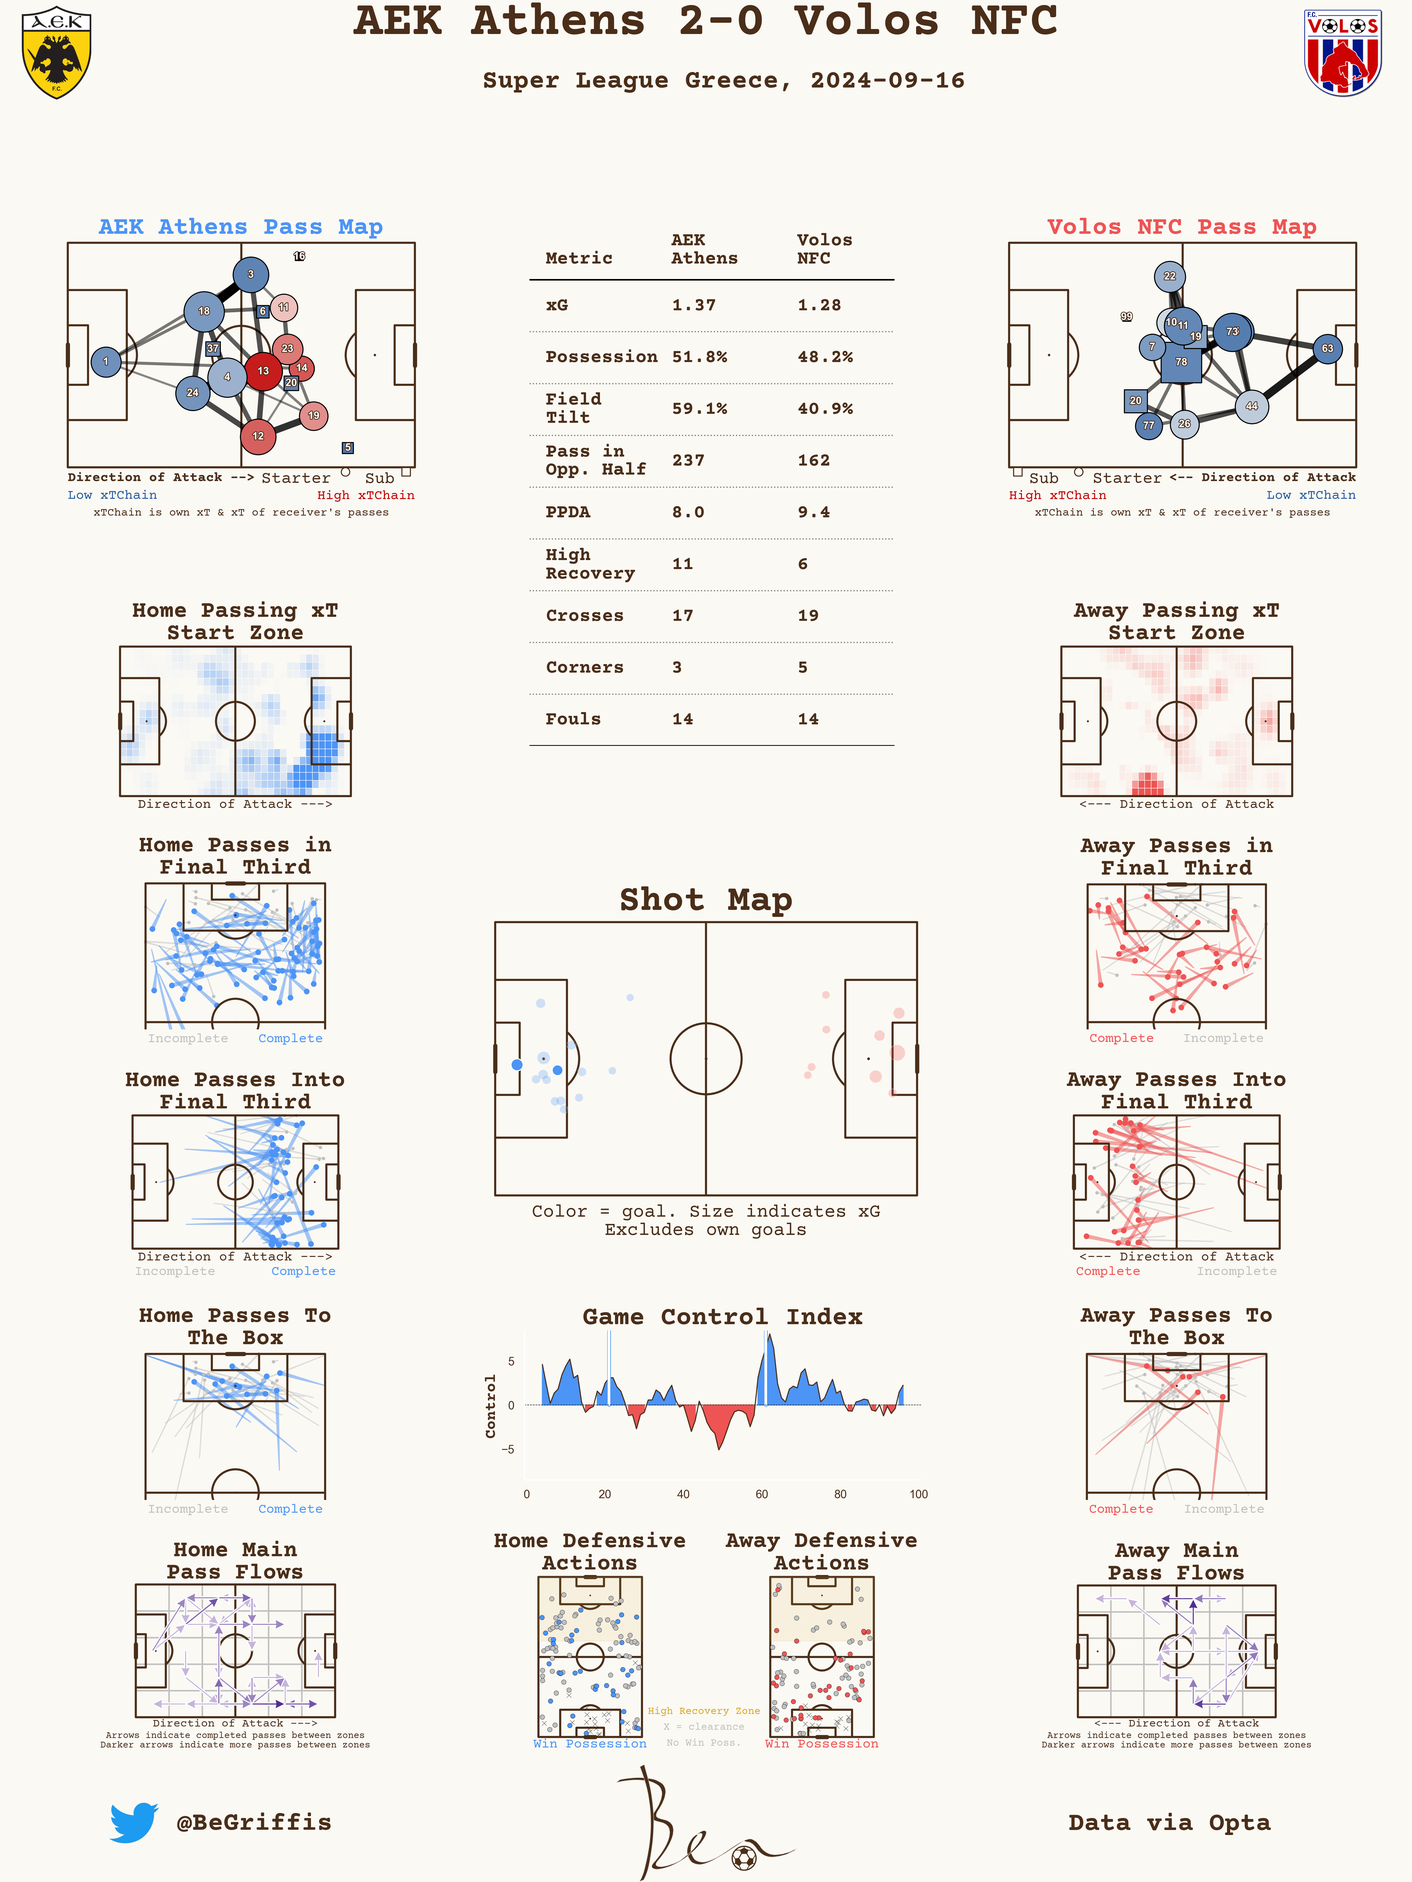 AEK Athens 2-0 Volos NFC
Super League Greece, 2024-09-16
A.E.K
F.C.
F.C.
VOLOS
AEK Athens Pass Map
16
3
18
6
11
37
23
1
4
13
14
20
24
19
12
5
Direction of Attack --> Starter Sub
Low xTChain High xTChain
xTChain is own xT & xT of receiver's passes
Metric AEK Athens Volos NFC
xG 1.37 1.28
Possession 51.8% 48.2%
Field Tilt 59.1% 40.9%
Pass in Opp. Half 237 162
PPDA 8.0 9.4
High Recovery 11 6
Crosses 17 19
Corners 3 5
Fouls 14 14
Volos NFC Pass Map
22
99
10
11
19
73
7
78
63
20
44
77
26
Sub Starter <-- Direction of Attack
High xTChain Low xTChain
xTChain is own xT & xT of receiver's passes
Home Passing xT
Start Zone
Direction of Attack --->
Away Passing xT
Start Zone
<--- Direction of Attack
Home Passes in
Final Third
Incomplete Complete
Away Passes in
Final Third
Complete Incomplete
Shot Map
Color = goal. Size indicates xG
Excludes own goals
Home Passes Into
Final Third
Direction of Attack --->
Incomplete Complete
Away Passes Into
Final Third
<--- Direction of Attack
Complete Incomplete
Home Passes To
The Box
Incomplete Complete
Game Control Index
Control
5
0
−5
0 20 40 60 80 100
Away Passes To
The Box
Complete Incomplete
Home Main
Pass Flows
Direction of Attack --->
Arrows indicate completed passes between zones
Darker arrows indicate more passes between zones
Home Defensive
Actions
Win Possession
Away Defensive
Actions
Win Possession
High Recovery Zone
X = clearance
No Win Poss.
Away Main
Pass Flows
<--- Direction of Attack
Arrows indicate completed passes between zones
Darker arrows indicate more passes between zones
@BeGriffis
Ben
Data via Opta